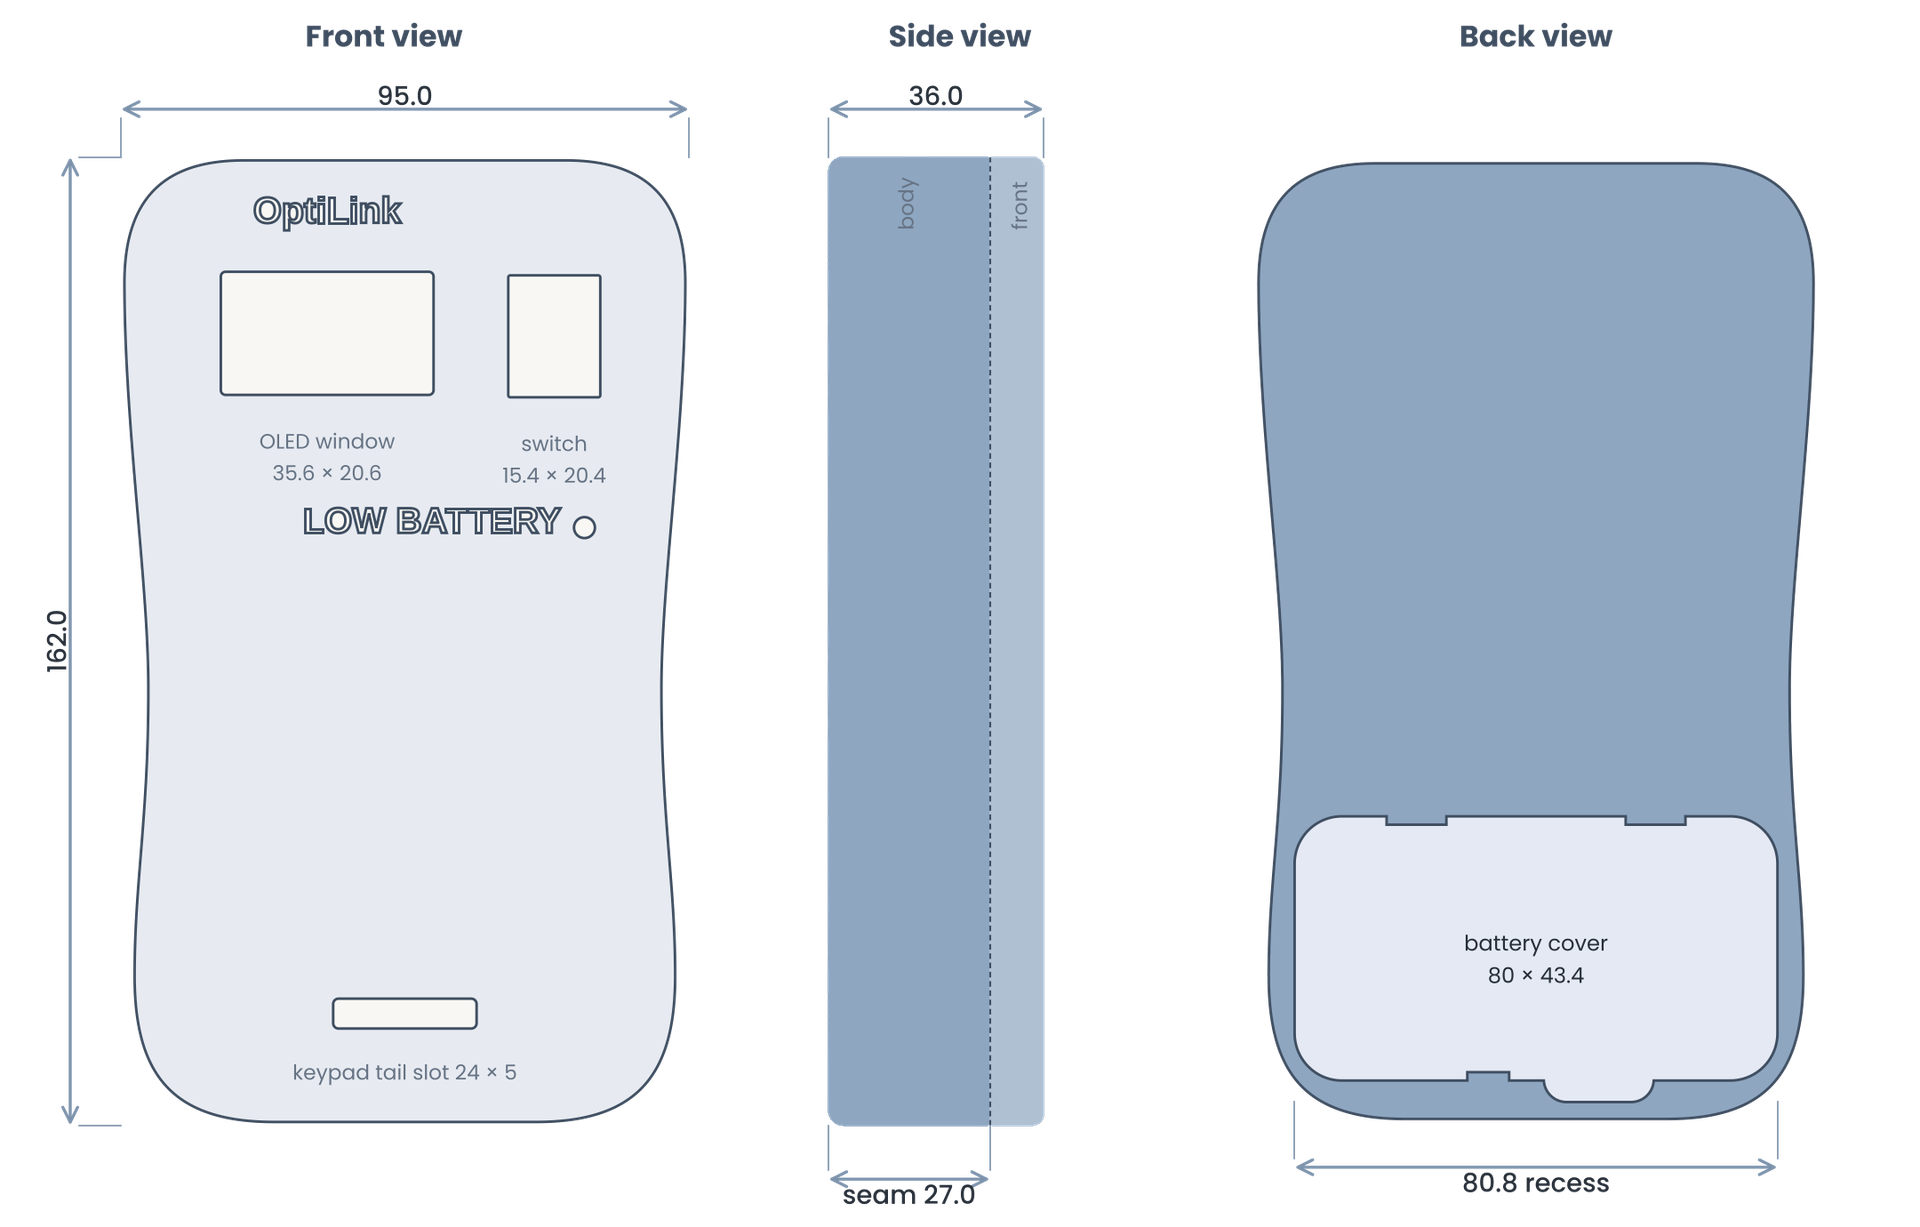 Front view
Side view
Back view
95.0
36.0
162.0
OptiLink
OLED window
35.6 × 20.6
switch
15.4 × 20.4
LOW BATTERY
keypad tail slot 24 × 5
body
front
seam 27.0
battery cover
80 × 43.4
80.8 recess